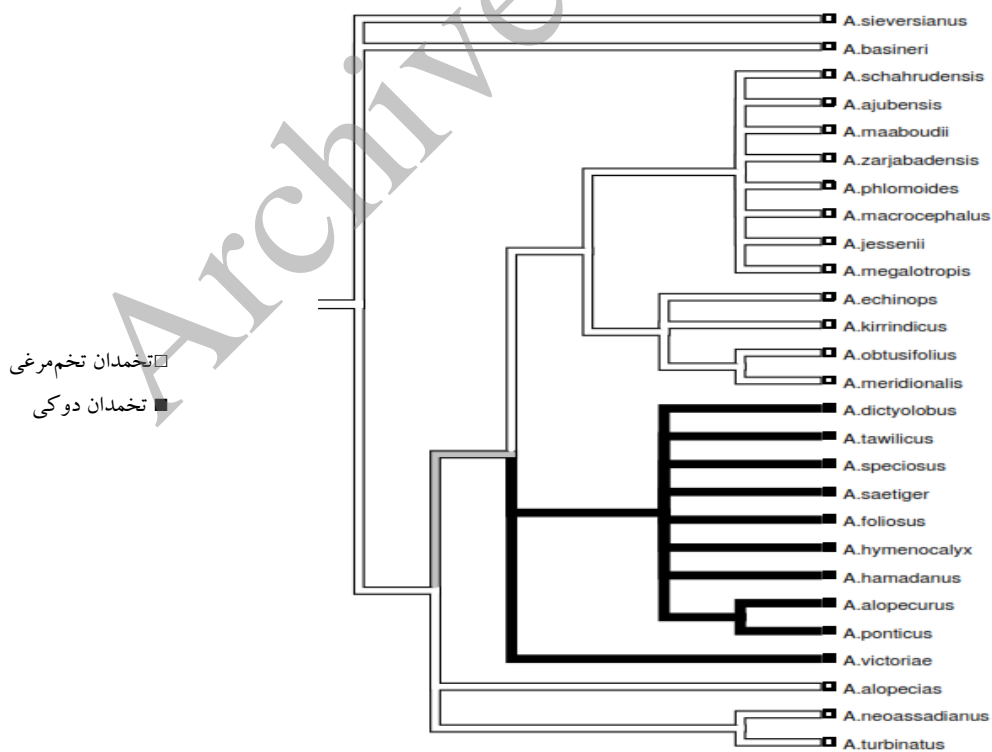 A.sieversianus
A.basineri
A.schahrudensis
A.ajubensis
A.maaboudii
A.zarjabadensis
A.phlomoides
A.macrocephalus
A.jessenii
A.megalotropis
A.echinops
A.kirrindicus
A.obtusifolius
A.meridionalis
A.dictyolobus
A.tawilicus
A.speciosus
A.saetiger
A.foliosus
A.hymenocalyx
A.hamadanus
A.alopecurus
A.ponticus
A.victoriae
A.alopecias
A.neoassadianus
A.turbinatus
تخمدان تخم‌مرغی
تخمدان دوکی
Archive